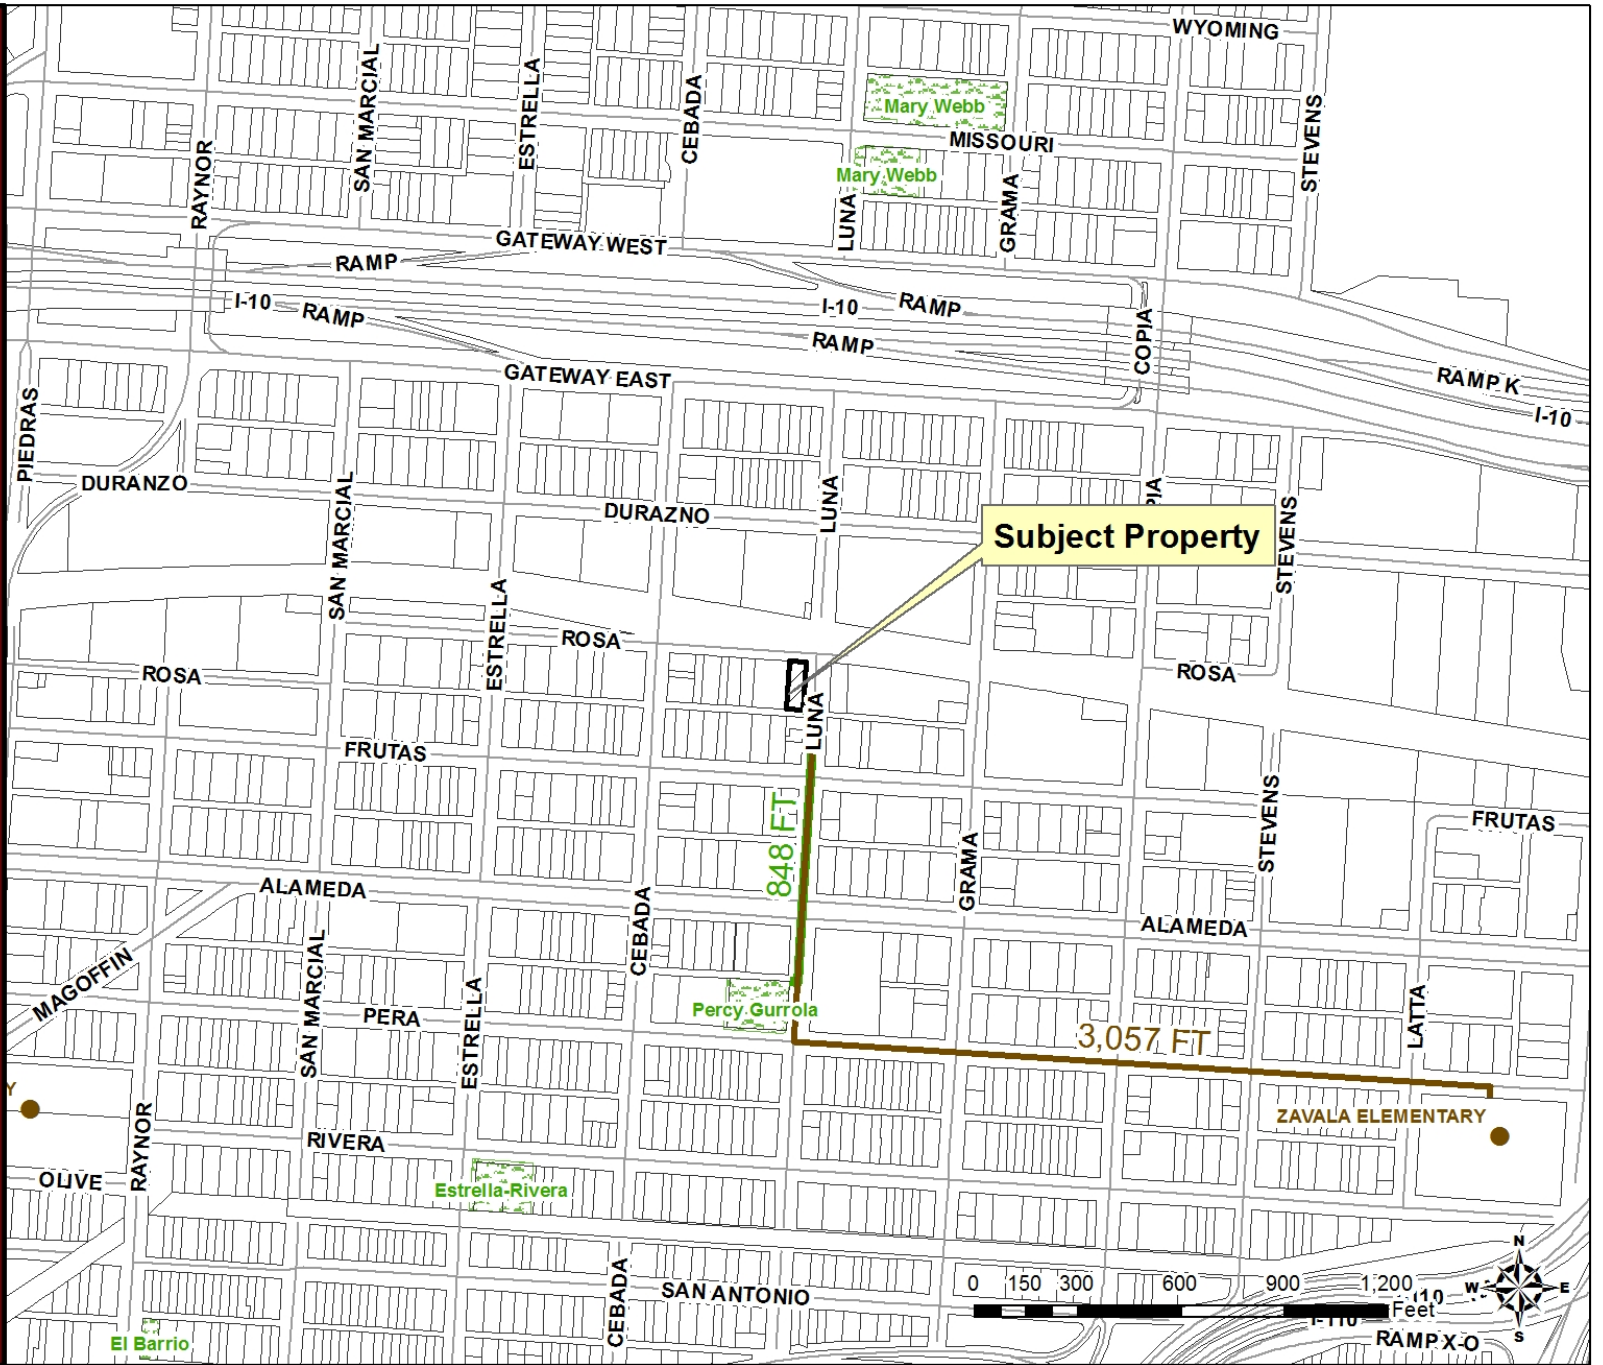 WYOMING
SAN MARCIAL
ESTRELLA
CEBADA
Mary Webb
STEVENS
MISSOURI
RAYNOR
Mary Webb
LUNA
GRAMA
GATEWAY WEST
RAMP
I-10
RAMP
I-10
RAMP
RAMP
COPIA
GATEWAY EAST
RAMP K
I-10
PIEDRAS
DURANZO
SAN MARCIAL
DURAZNO
LUNA
PIA
Subject Property
STEVENS
ESTRELLA
ROSA
ROSA
ROSA
LUNA
FRUTAS
848 FT
STEVENS
FRUTAS
GRAMA
ALAMEDA
CEBADA
ALAMEDA
MAGOFFIN
SAN MARCIAL
ESTRELLA
PERA
Percy Gurrola
3,057 FT
LATTA
Y
ZAVALA ELEMENTARY
RAYNOR
RIVERA
OLIVE
Estrella-Rivera
CEBADA
SAN ANTONIO
El Barrio
N
W
E
S
0 150 300 600 900 1,200
Feet
I-110
RAMP X-O